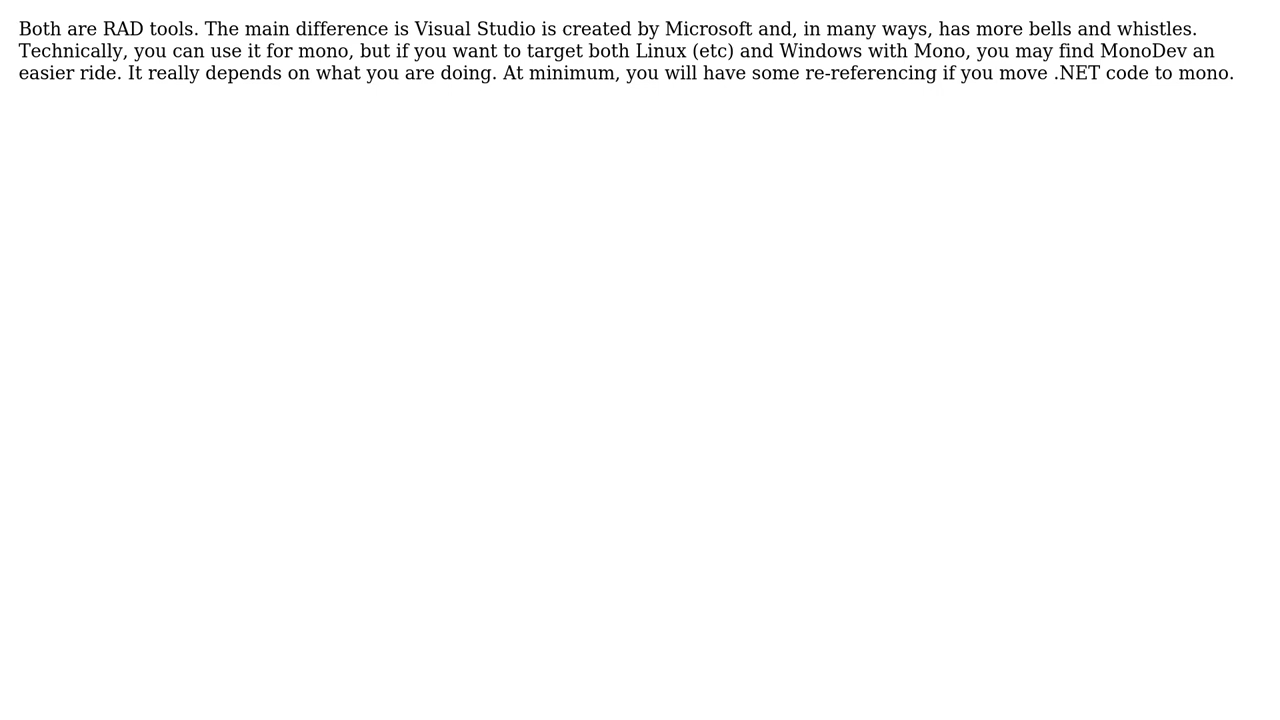 Both are RAD tools. The main difference is Visual Studio is created by Microsoft and, in many ways, has more bells and whistles.
Technically, you can use it for mono, but if you want to target both Linux (etc) and Windows with Mono, you may find MonoDev an
easier ride. It really depends on what you are doing. At minimum, you will have some re-referencing if you move .NET code to mono.